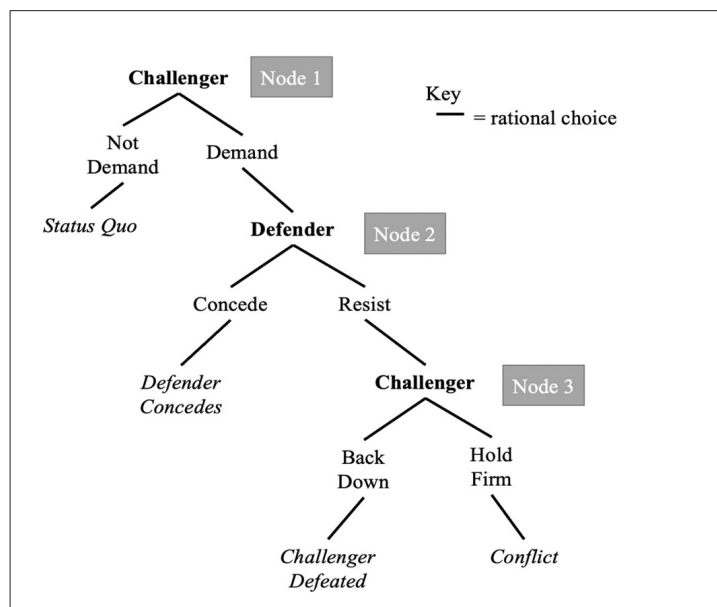 Challenger
Node 1
Key
= rational choice
Not
Demand
Demand
Status Quo
Defender
Node 2
Concede
Resist
Defender
Concedes
Challenger
Node 3
Back
Down
Hold
Firm
Challenger
Defeated
Conflict